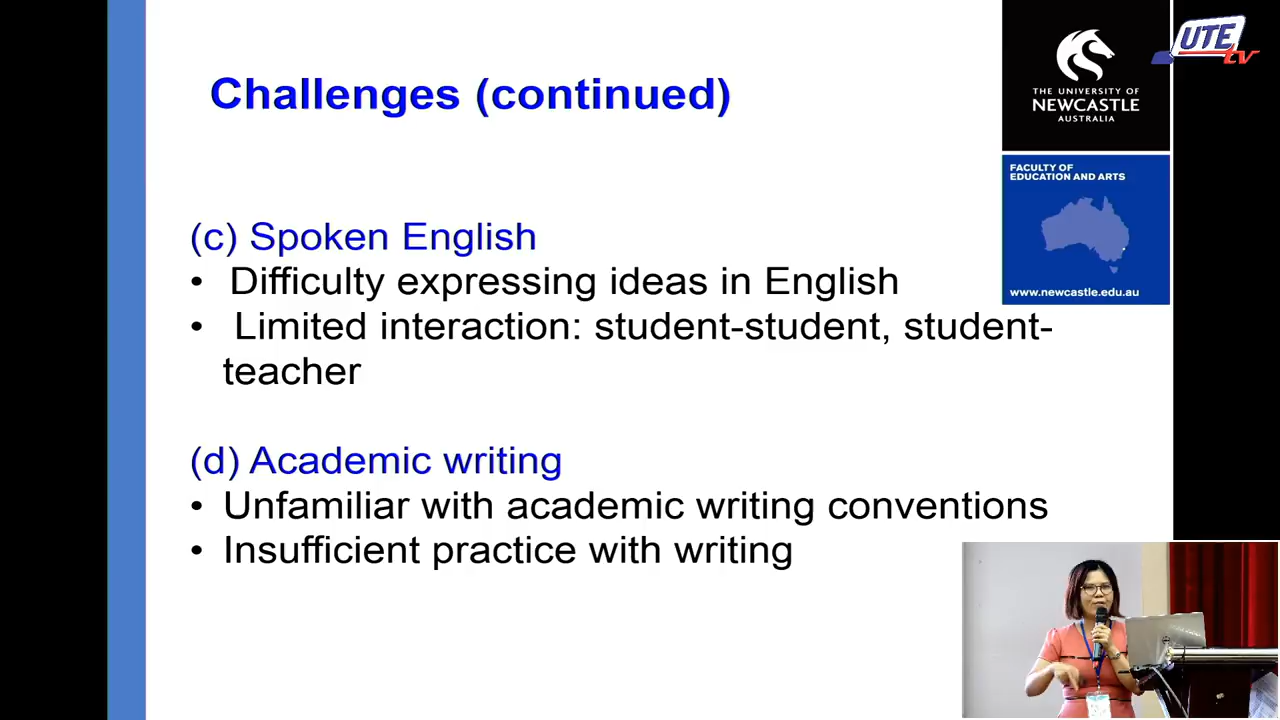 Challenges (continued)
THE UNIVERSITY OF
NEWCASTLE
AUSTRALIA
UTE
tv
FACULTY OF
EDUCATION AND ARTS
www.newcastle.edu.au
(c) Spoken English
• Difficulty expressing ideas in English
• Limited interaction: student-student, student-
teacher
(d) Academic writing
• Unfamiliar with academic writing conventions
• Insufficient practice with writing